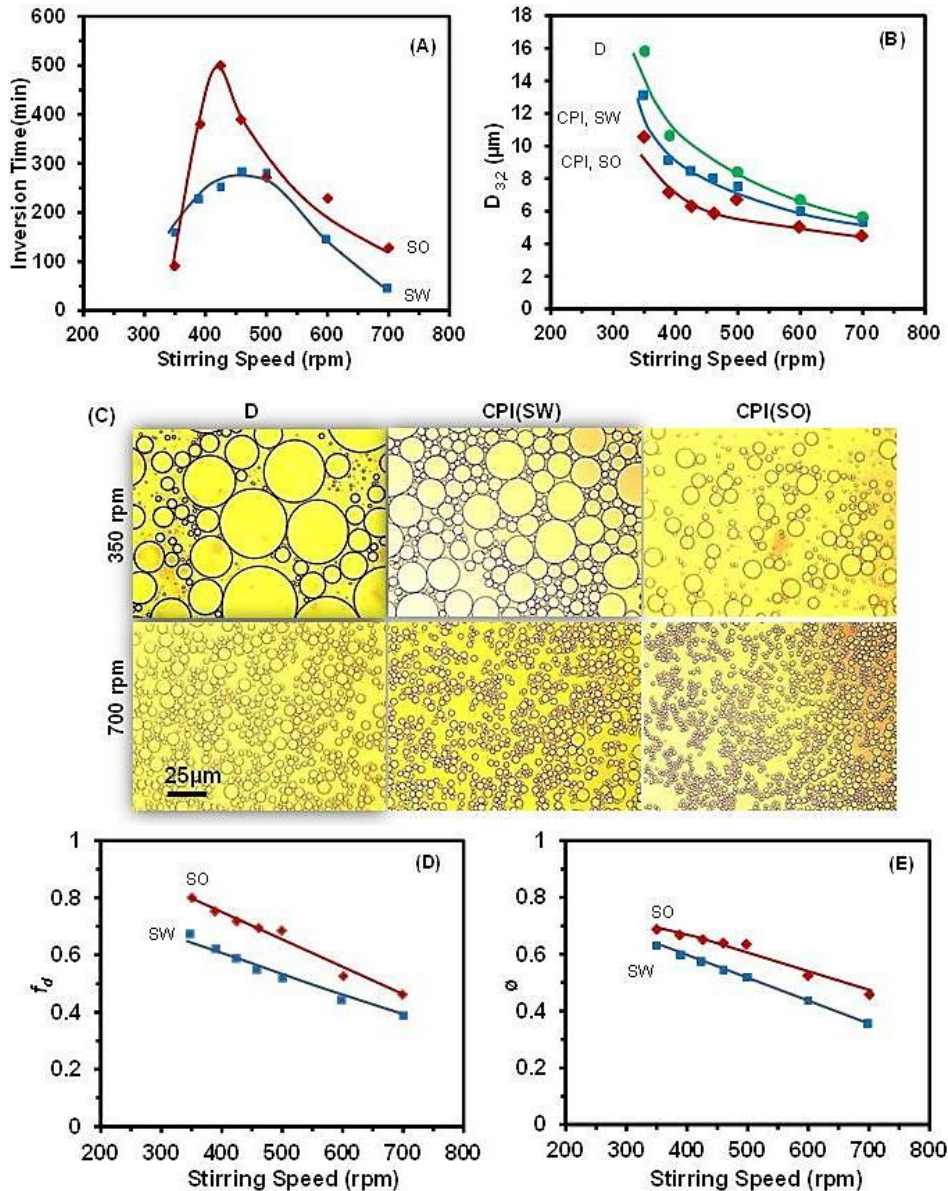 (A)
Inversion Time(min)
600
500
400
300
200
100
0
SO
SW
200 300 400 500 600 700 800
Stirring Speed (rpm)
(B)
D₃,₂ (µm)
18
16
14
12
10
8
6
4
2
0
D
CPI, SW
CPI, SO
200 300 400 500 600 700 800
Stirring Speed (rpm)
(C)
D CPI(SW) CPI(SO)
350 rpm
700 rpm
25µm
(D)
f_d
1
0.8
0.6
0.4
0.2
0
SO
SW
200 300 400 500 600 700 800
Stirring Speed (rpm)
(E)
ø
1
0.8
0.6
0.4
0.2
0
SO
SW
200 300 400 500 600 700 800
Stirring Speed (rpm)